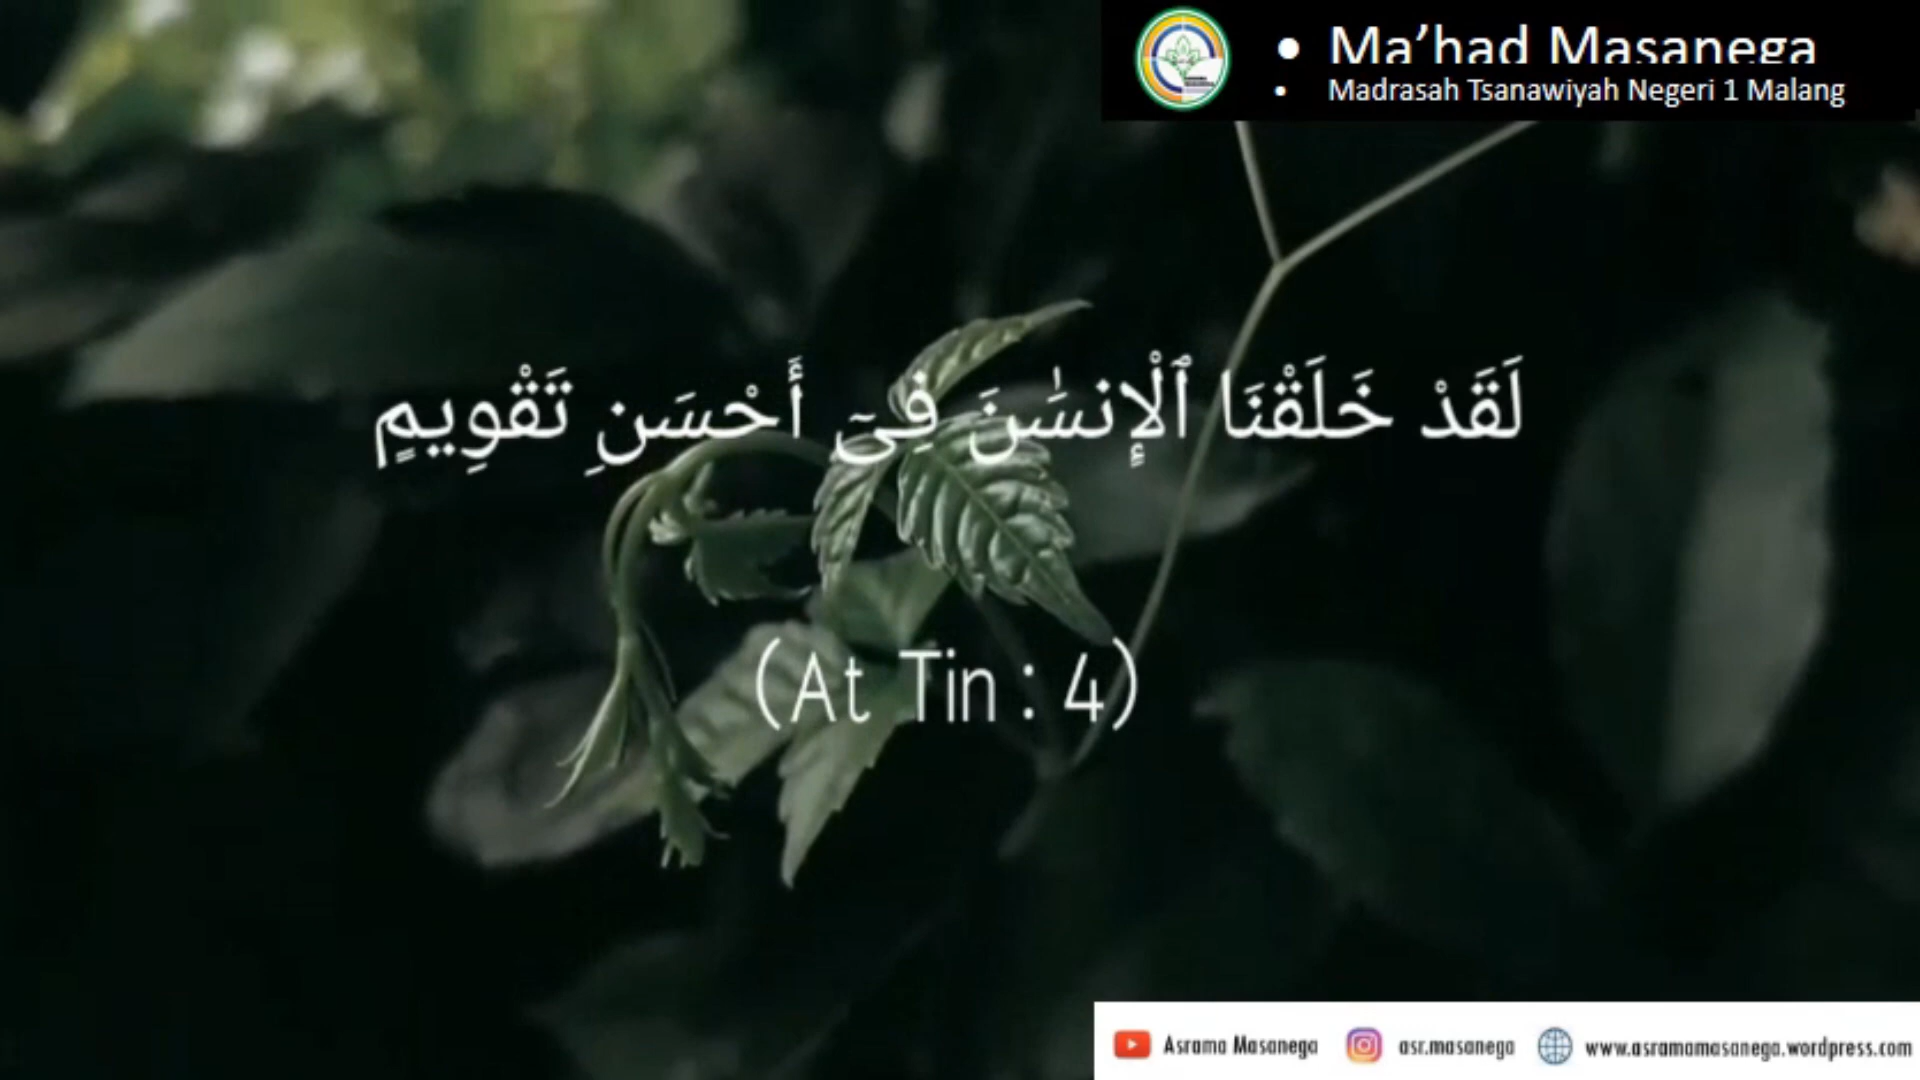 • Ma’had Masanega
• Madrasah Tsanawiyah Negeri 1 Malang
لَقَدْ خَلَقْنَا ٱلْإِنسَٰنَ فِىٓ أَحْسَنِ تَقْوِيمٍ
(At Tin : 4)
Asrama Masanega asr.masanega www.asramamasanega.wordpress.com